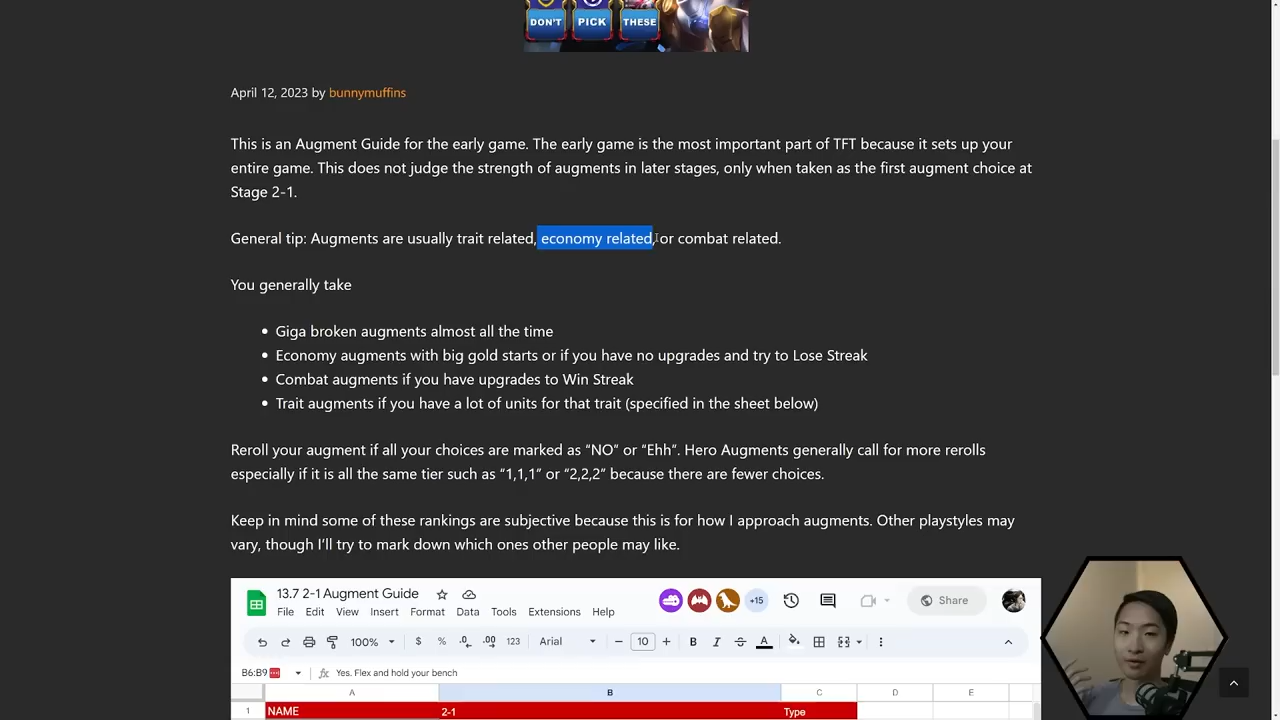 DON'T PICK THESE
April 12, 2023 by bunnymuffins
This is an Augment Guide for the early game. The early game is the most important part of TFT because it sets up your
entire game. This does not judge the strength of augments in later stages, only when taken as the first augment choice at
Stage 2-1.
General tip: Augments are usually trait related, economy related, or combat related.
You generally take
• Giga broken augments almost all the time
• Economy augments with big gold starts or if you have no upgrades and try to Lose Streak
• Combat augments if you have upgrades to Win Streak
• Trait augments if you have a lot of units for that trait (specified in the sheet below)
Reroll your augment if all your choices are marked as “NO” or “Ehh”. Hero Augments generally call for more rerolls
especially if it is all the same tier such as “1,1,1” or “2,2,2” because there are fewer choices.
Keep in mind some of these rankings are subjective because this is for how I approach augments. Other playstyles may
vary, though I’ll try to mark down which ones other people may like.
13.7 2-1 Augment Guide
File Edit View Insert Format Data Tools Extensions Help
+15
Share
100% $ % .0 .00 123 Arial 10 B I S A
B6:B9 fx Yes. Flex and hold your bench
A B C D E
1 NAME 2-1 Type